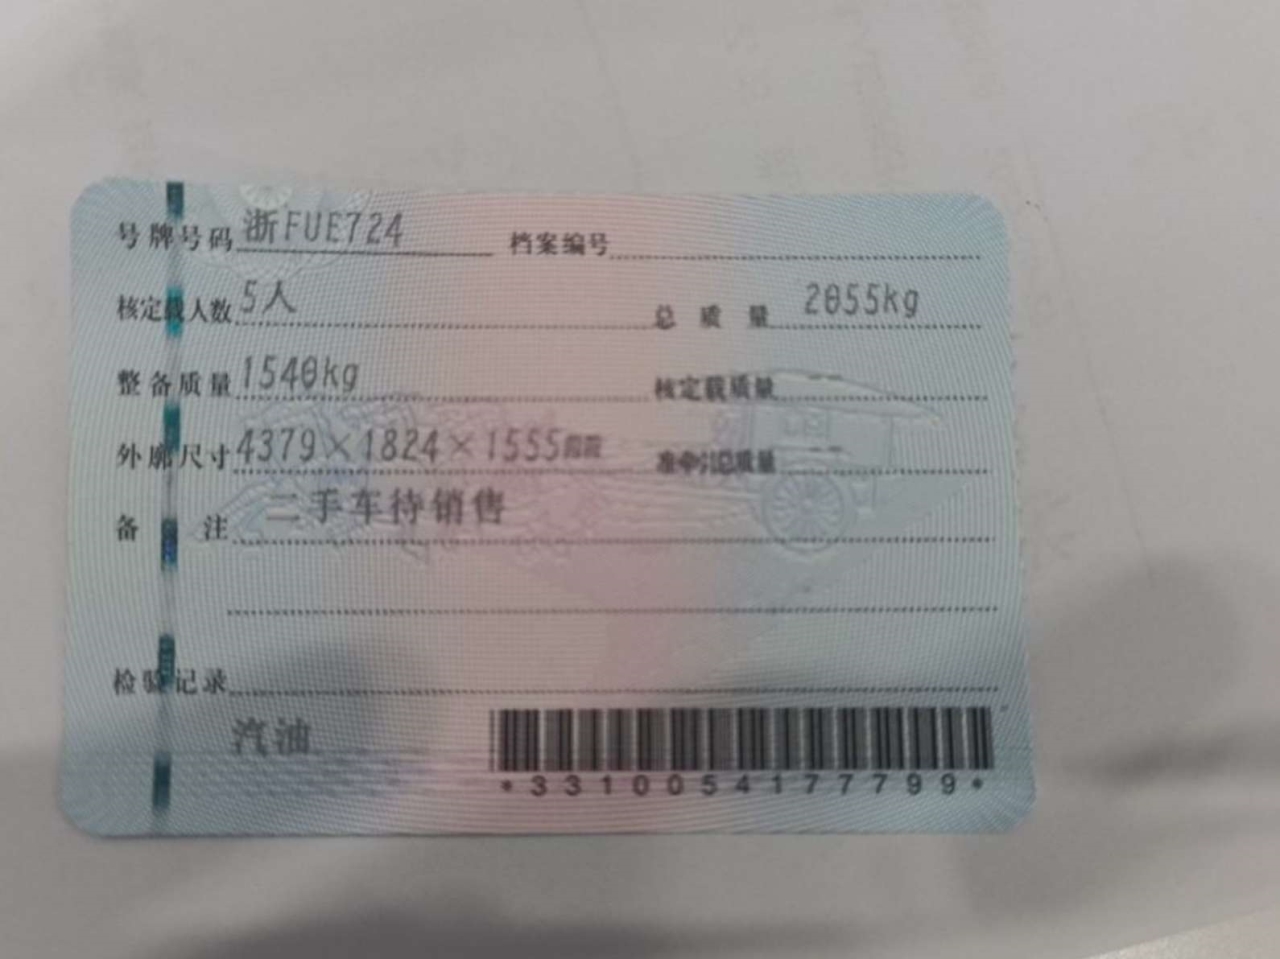 号牌号码 浙FUE724 档案编号
核定载人数 5人 总质量 2055kg
整备质量 1540kg 核定载质量 --
外廓尺寸 4379×1824×1555mm 准牵引总质量 --
备注 二手车待销售
检验记录
汽油
*3310054177799*